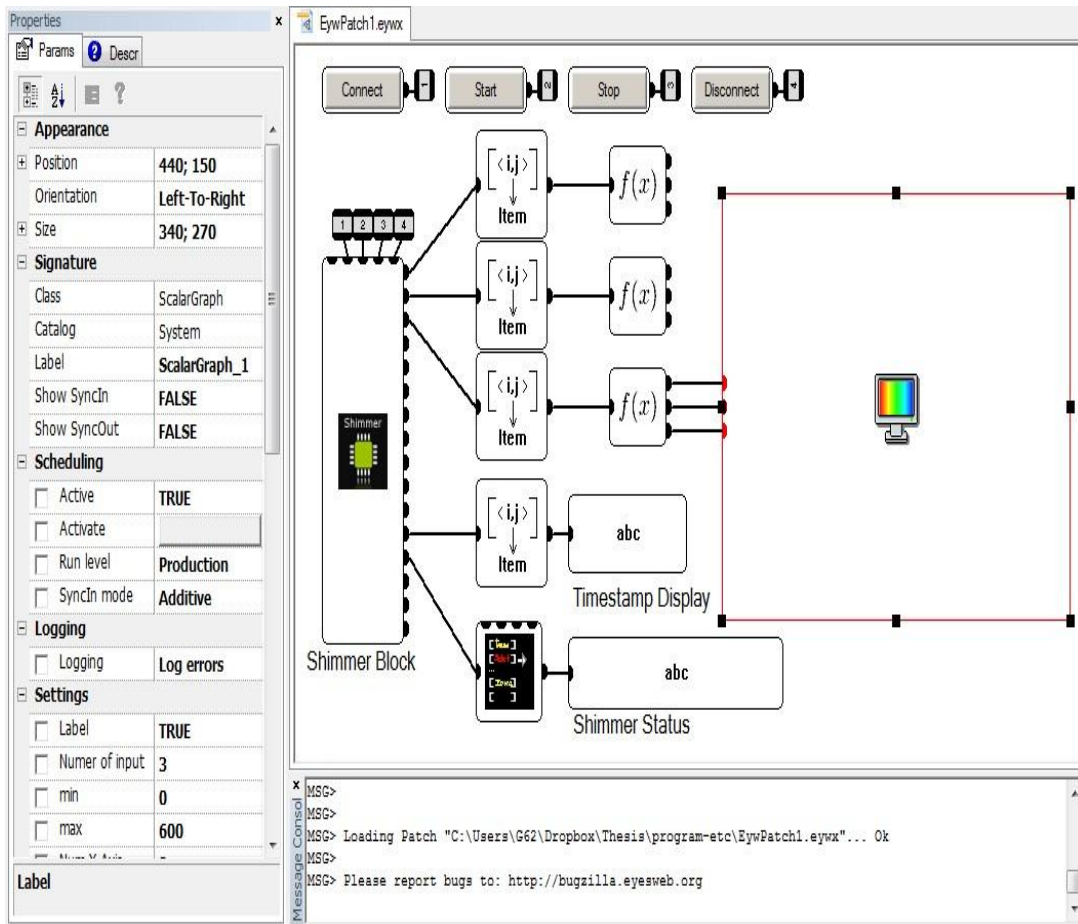 Properties
x
Params
Descr
Appearance
Position 440; 150
Orientation Left-To-Right
Size 340; 270
Signature
Class ScalarGraph
Catalog System
Label ScalarGraph_1
Show SyncIn FALSE
Show SyncOut FALSE
Scheduling
Active TRUE
Activate
Run level Production
SyncIn mode Additive
Logging
Logging Log errors
Settings
Label TRUE
Numer of input 3
min 0
max 600
Label
EywPatch1.eywx
Connect 1
Start 2
Stop 3
Disconnect 4
[<i,j> ↓ Item]
f(x)
1 2 3 4
[<i,j> ↓ Item]
f(x)
[<i,j> ↓ Item]
f(x)
Shimmer
[<i,j> ↓ Item]
abc
Timestamp Display
Shimmer Block
abc
Shimmer Status
x
Message Consol
MSG>
MSG>
MSG> Loading Patch "C:\Users\G62\Dropbox\Thesis\program-etc\EywPatch1.eywx"... Ok
MSG>
MSG> Please report bugs to: http://bugzilla.eyesweb.org